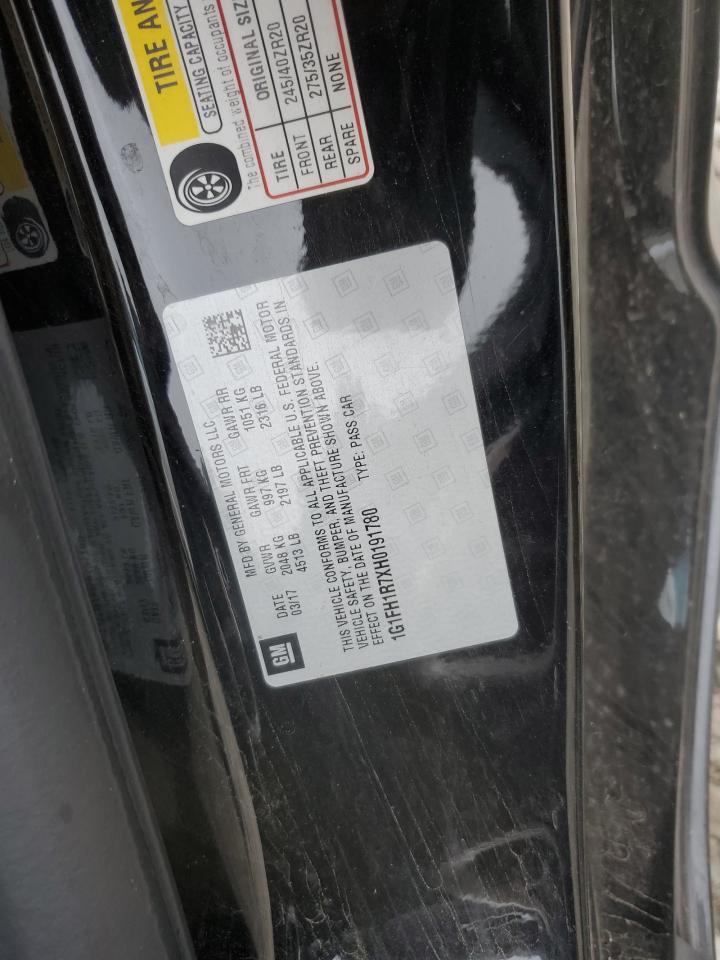 TIRE AN
SEATING CAPACITY
The combined weight of occupants
TIRE ORIGINAL SIZ
FRONT 245/40ZR20
REAR 275/35ZR20
SPARE NONE
GM
MFD BY GENERAL MOTORS LLC
DATE GVWR GAWR FRT GAWR RR
03/17 2048 KG 997 KG 1051 KG
4513 LB 2197 LB 2316 LB
THIS VEHICLE CONFORMS TO ALL APPLICABLE U.S. FEDERAL MOTOR
VEHICLE SAFETY, BUMPER, AND THEFT PREVENTION STANDARDS IN
EFFECT ON THE DATE OF MANUFACTURE SHOWN ABOVE.
1G1FH1R7XH0191780 TYPE: PASS CAR